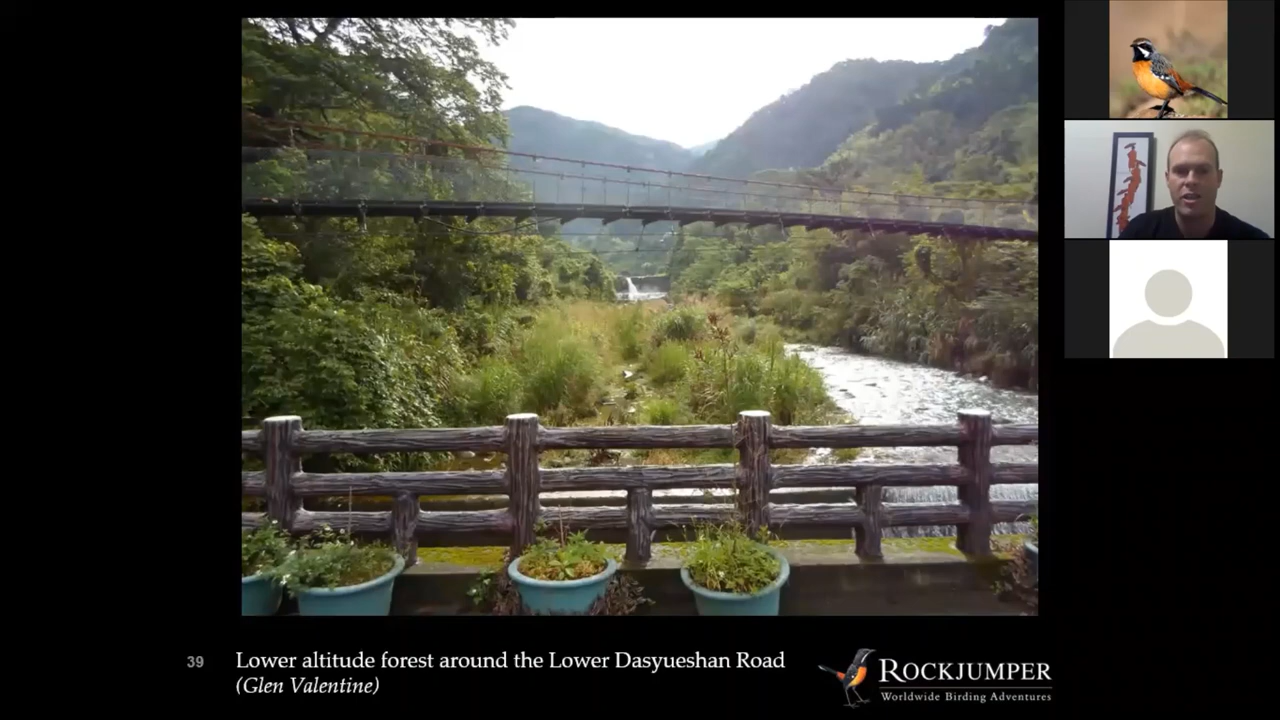 39
Lower altitude forest around the Lower Dasyueshan Road
(Glen Valentine)
ROCKJUMPER
Worldwide Birding Adventures